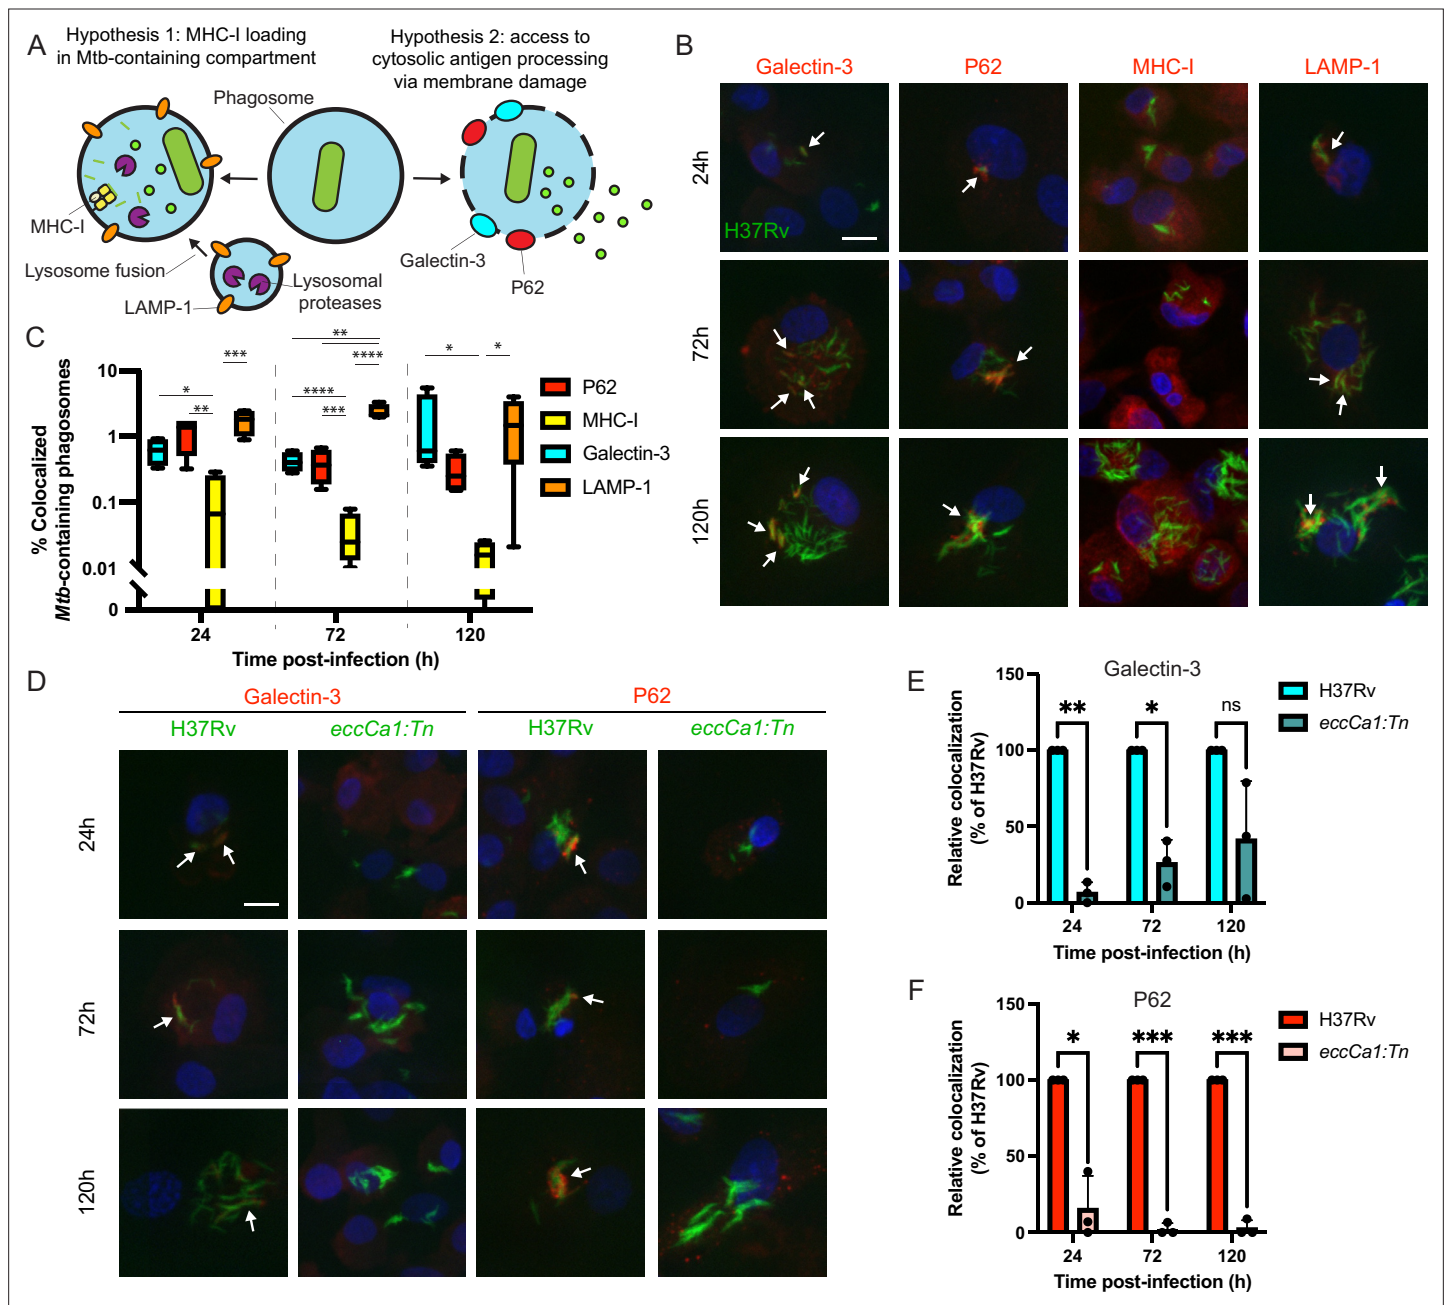 A
Hypothesis 1: MHC-I loading
in Mtb-containing compartment
Hypothesis 2: access to
cytosolic antigen processing
via membrane damage
Phagosome
MHC-I
Lysosome fusion
LAMP-1
Lysosomal
proteases
Galectin-3
P62
B
Galectin-3
P62
MHC-I
LAMP-1
24h
72h
120h
H37Rv
C
% Colocalized
Mtb-containing phagosomes
10
1
0.1
0.01
0
*
**
***
**
****
****
***
*
*
24
72
120
Time post-infection (h)
P62
MHC-I
Galectin-3
LAMP-1
D
Galectin-3
P62
H37Rv
eccCa1:Tn
H37Rv
eccCa1:Tn
24h
72h
120h
E
Galectin-3
Relative colocalization
(% of H37Rv)
150
100
50
0
**
*
ns
24
72
120
Time post-infection (h)
H37Rv
eccCa1:Tn
F
P62
Relative colocalization
(% of H37Rv)
150
100
50
0
*
***
***
24
72
120
Time post-infection (h)
H37Rv
eccCa1:Tn